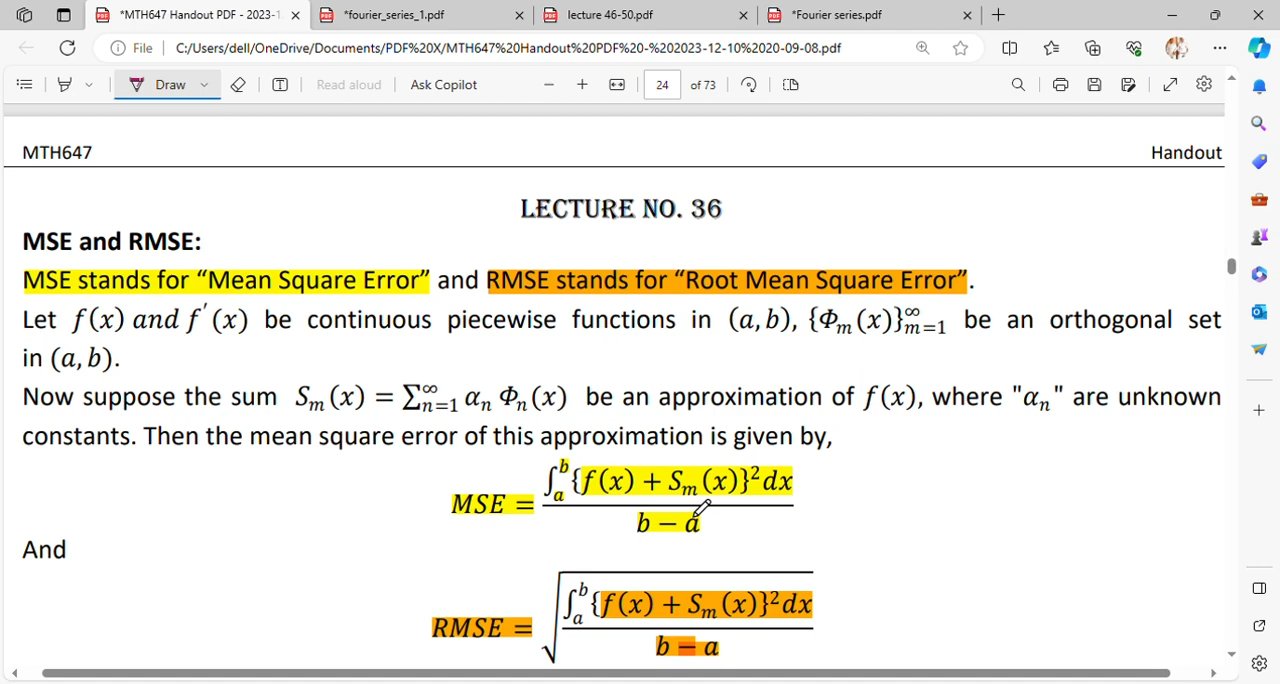 *MTH647 Handout PDF - 2023-1
*fourier_series_1.pdf
lecture 46-50.pdf
*Fourier series.pdf
File
C:/Users/dell/OneDrive/Documents/PDF%20X/MTH647%20Handout%20PDF%20-%202023-12-10%2020-09-08.pdf
Draw
Read aloud
Ask Copilot
24
of 73
MTH647
Handout
LECTURE NO. 36
MSE and RMSE:
MSE stands for “Mean Square Error” and RMSE stands for “Root Mean Square Error”.
Let f(x) and f′(x) be continuous piecewise functions in (a, b), {Φₘ(x)}∞ₘ₌₁ be an orthogonal set
in (a, b).
Now suppose the sum Sₘ(x) = ∑∞ₙ₌₁ αₙ Φₙ(x) be an approximation of f(x), where "αₙ" are unknown
constants. Then the mean square error of this approximation is given by,
MSE = ∫ₐᵇ{f(x) + Sₘ(x)}²dx / b − a
And
RMSE = √(∫ₐᵇ{f(x) + Sₘ(x)}²dx / b − a)